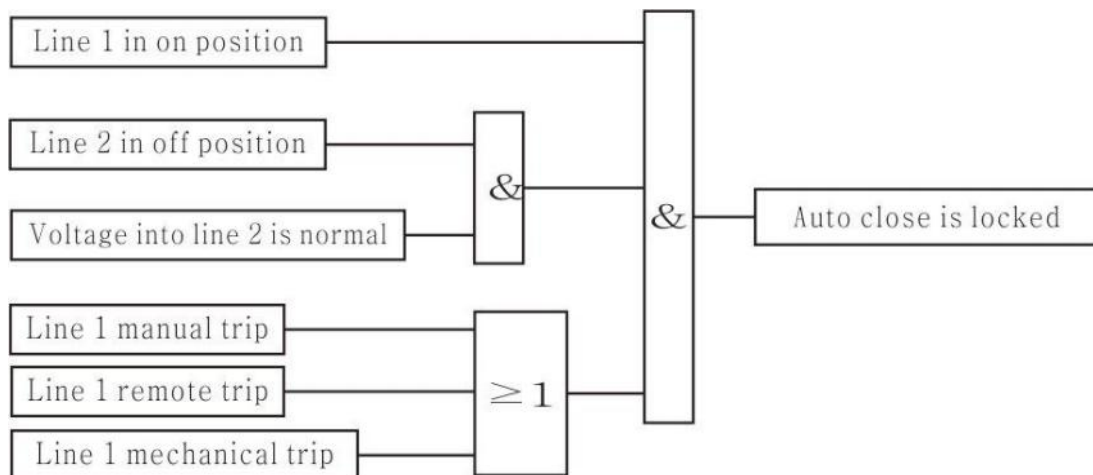 Line 1 in on position
Line 2 in off position
&
Voltage into line 2 is normal
&
Auto close is locked
Line 1 manual trip
Line 1 remote trip
≥1
Line 1 mechanical trip